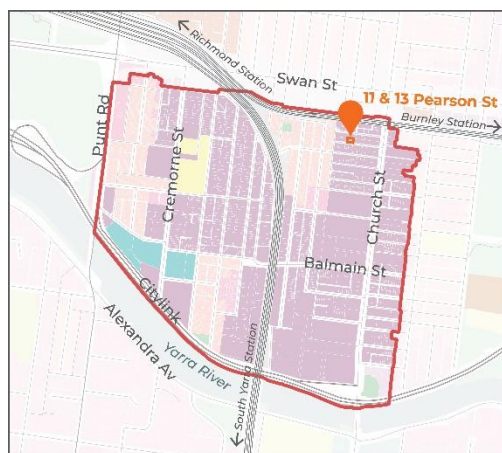 Richmond Station
Swan St
11 & 13 Pearson St
Burnley Station
Punt Rd
Cremorne St
Church St
Balmain St
Citylink
Alexandra Av
Yarra River
South Yarra Station